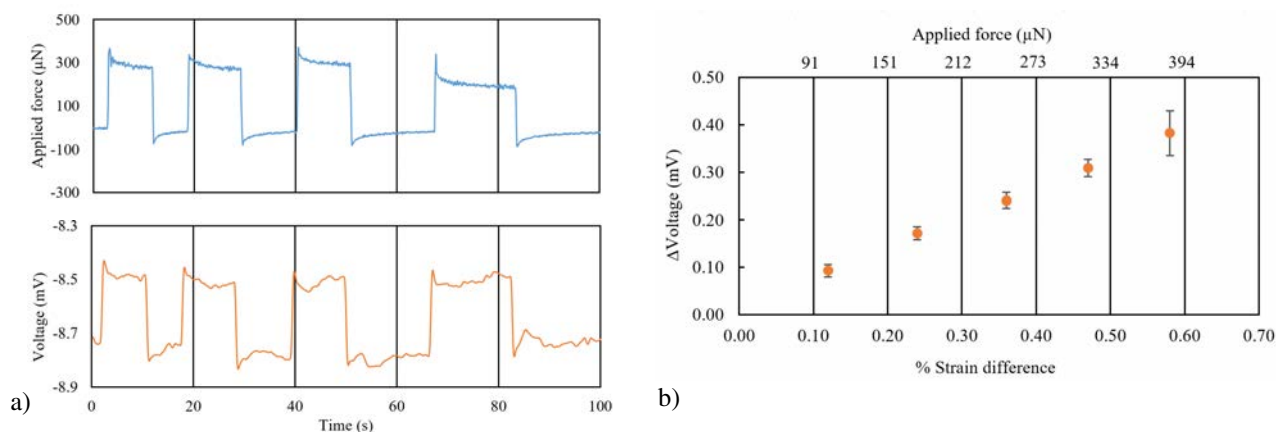 500
300
100
-100
-300
Applied force (µN)
-8.3
-8.5
-8.7
-8.9
Voltage (mV)
0 20 40 60 80 100
Time (s)
a)
Applied force (µN)
91 151 212 273 334 394
0.50
0.40
0.30
0.20
0.10
0.00
ΔVoltage (mV)
0.00 0.10 0.20 0.30 0.40 0.50 0.60 0.70
% Strain difference
b)